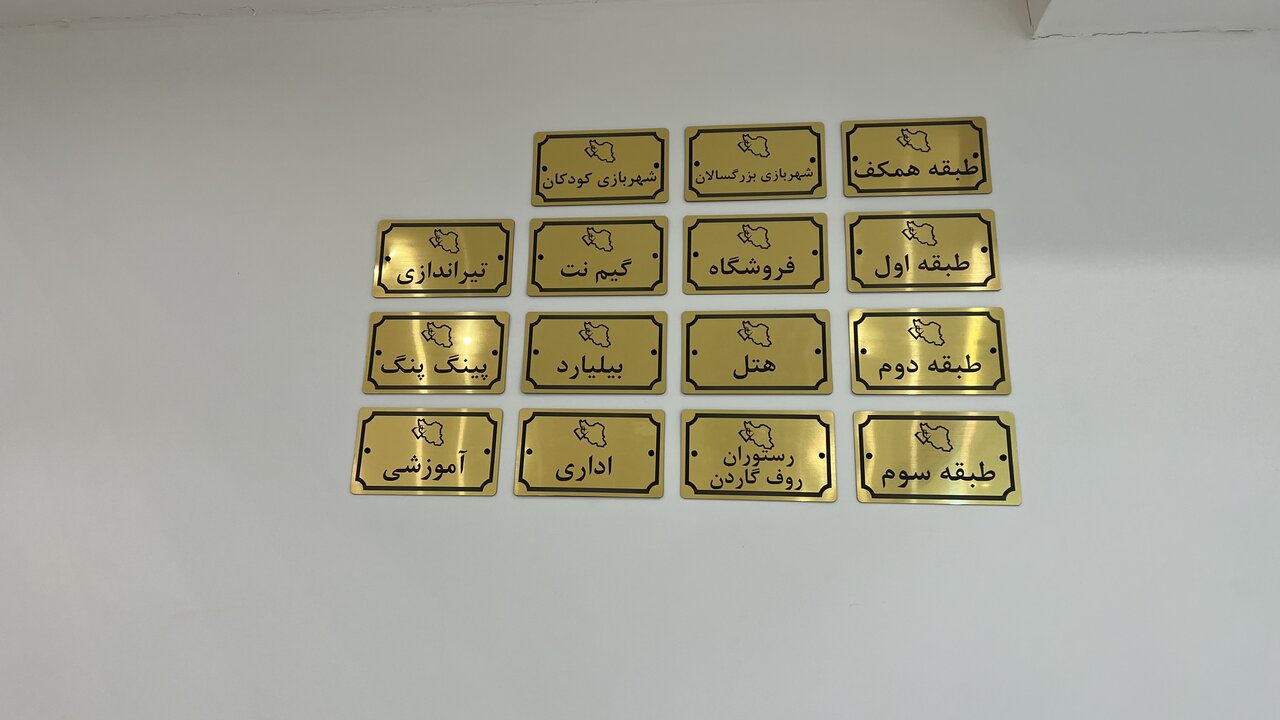 طبقه همکف
شهربازی بزرگسالان
شهربازی کودکان
طبقه اول
فروشگاه
گیم نت
تیراندازی
طبقه دوم
هتل
بیلیارد
پینگ پنگ
طبقه سوم
رستوران
روف گاردن
اداری
آموزشی